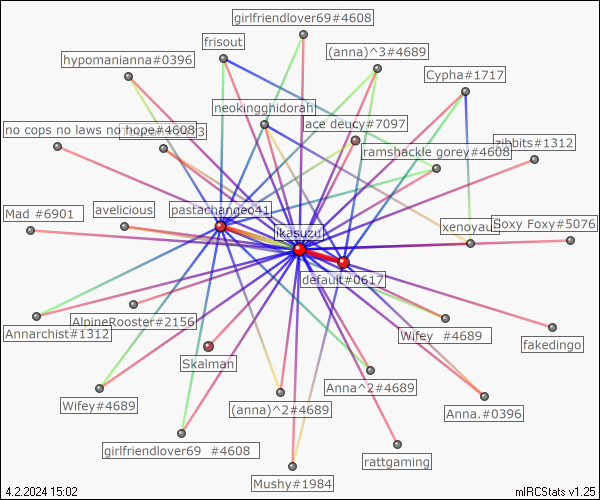 girlfriendlover69#4608
frisout
(anna)^3#4689
hypomanianna#0396
Cypha#1717
neokingghidorah
ace deucy#7097
no cops no laws no hope#4608
zibbits#1312
ramshackle gorey#4608
Mad #6901
avelicious
pastachangeo41
Soxy Foxy#5076
ikasuzu
default#0617
AlpineRooster#2156
Annarchist#1312
Wifey #4689
fakedingo
Skalman
Anna^2#4689
Wifey#4689
(anna)^2#4689
Anna.#0396
girlfriendlover69 #4608
rattgaming
Mushy#1984
4.2.2024 15:02
mIRCStats v1.25